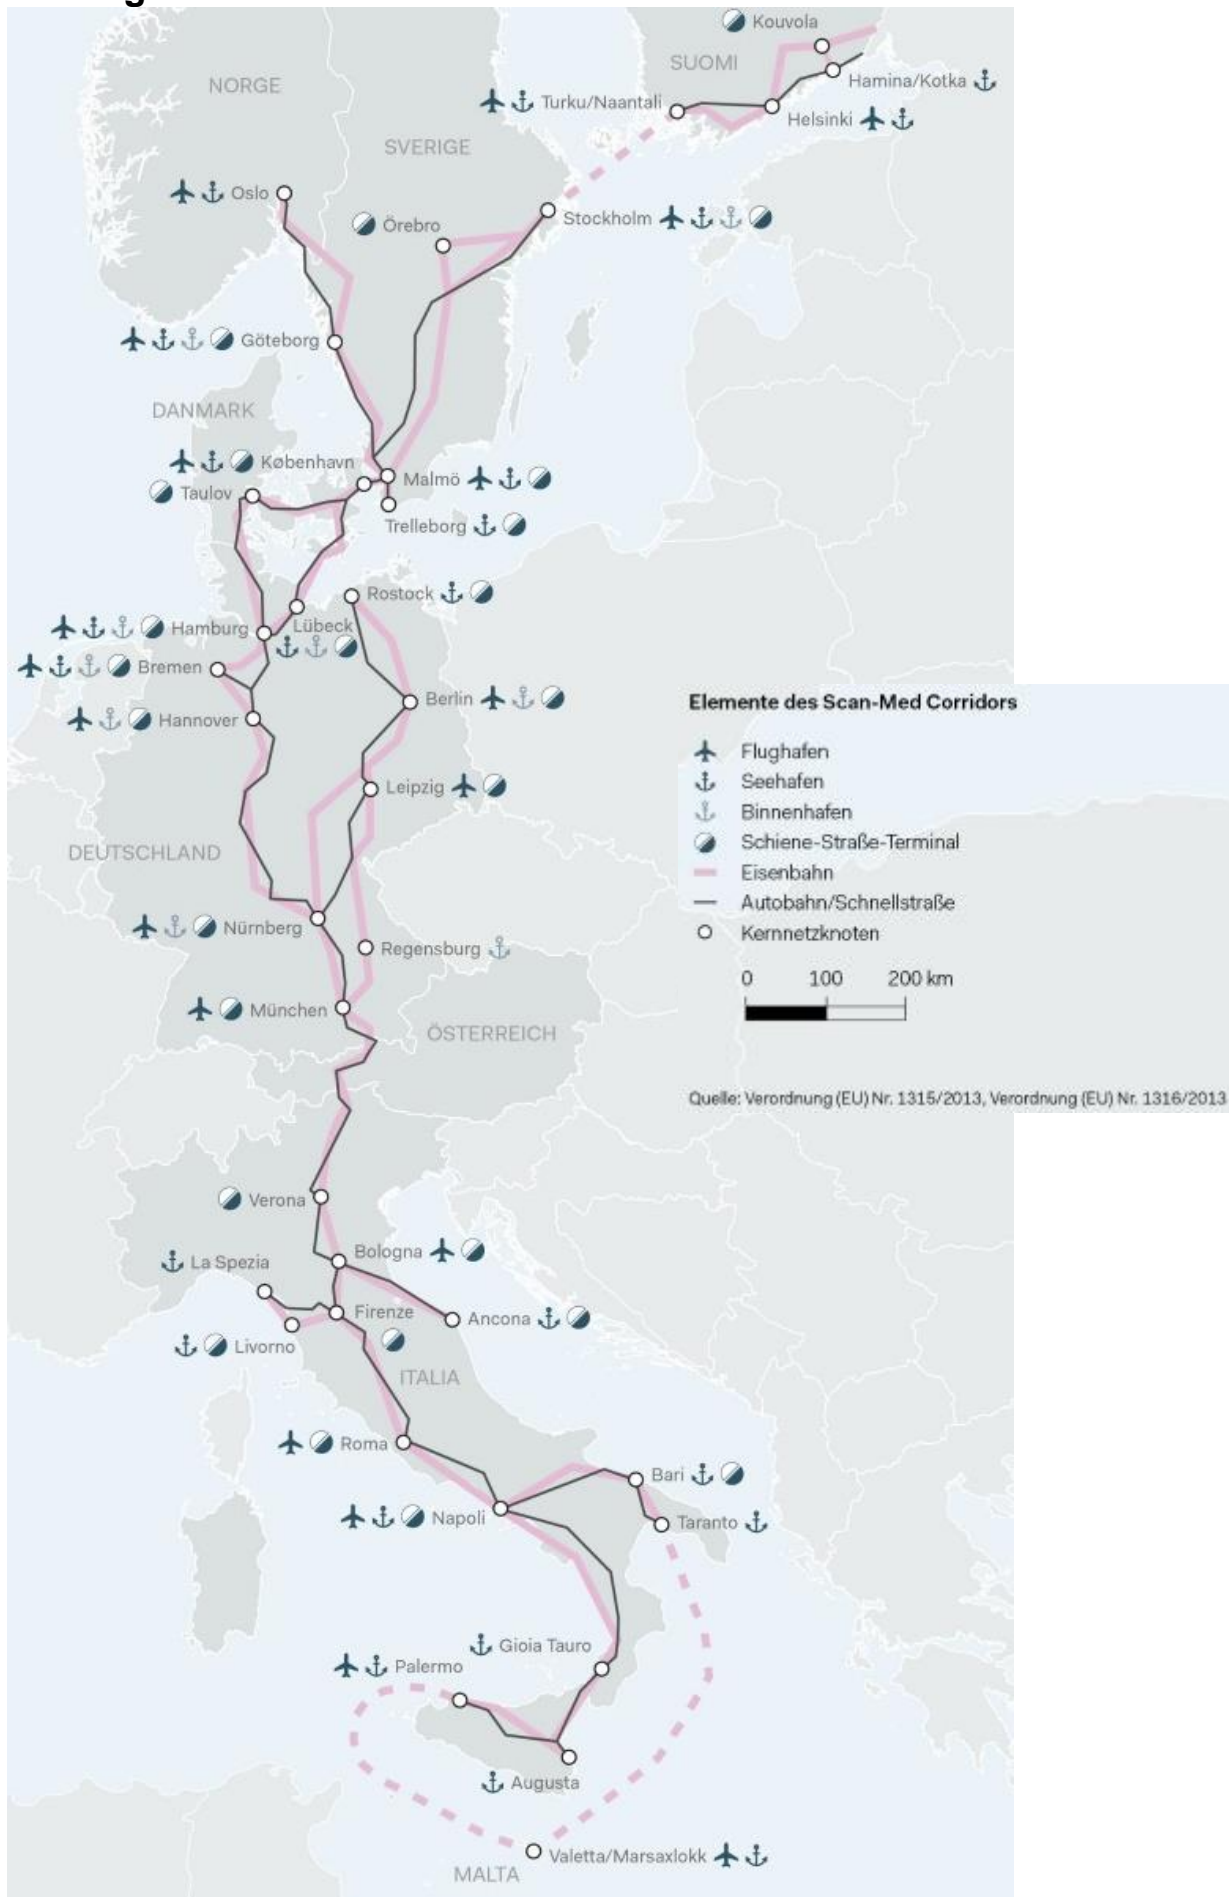 Kouvola
SUOMI
NORGE
Hamina/Kotka
Turku/Naantali
Helsinki
SVERIGE
Oslo
Stockholm
Örebro
Göteborg
DANMARK
København
Malmö
Taulov
Trelleborg
Rostock
Hamburg
Lübeck
Bremen
Berlin
Hannover
Leipzig
DEUTSCHLAND
Nürnberg
Regensburg
München
ÖSTERREICH
Verona
Bologna
La Spezia
Firenze
Ancona
Livorno
ITALIA
Roma
Bari
Napoli
Taranto
Gioia Tauro
Palermo
Augusta
Valetta/Marsaxlokk
MALTA
Elemente des Scan-Med Corridors
Flughafen
Seehafen
Binnenhafen
Schiene-Straße-Terminal
Eisenbahn
Autobahn/Schnellstraße
Kernnetzknoten
0 100 200 km
Quelle: Verordnung (EU) Nr. 1315/2013, Verordnung (EU) Nr. 1316/2013